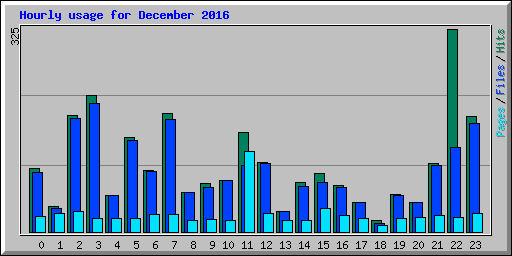 Hourly usage for December 2016
325
Pages/Files/Hits
0 1 2 3 4 5 6 7 8 9 10 11 12 13 14 15 16 17 18 19 20 21 22 23